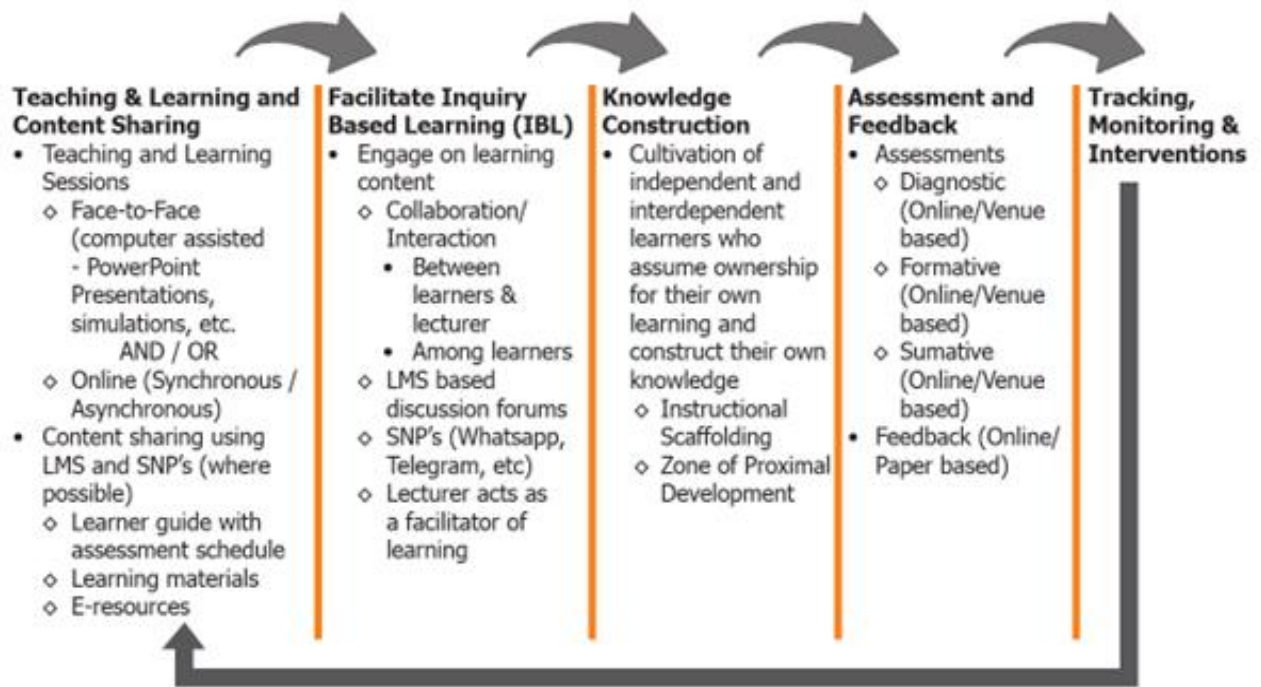 Teaching & Learning and
Content Sharing
• Teaching and Learning
Sessions
◇ Face-to-Face
(computer assisted
- PowerPoint
Presentations,
simulations, etc.
AND / OR
◇ Online (Synchronous /
Asynchronous)
• Content sharing using
LMS and SNP's (where
possible)
◇ Learner guide with
assessment schedule
◇ Learning materials
◇ E-resources
Facilitate Inquiry
Based Learning (IBL)
• Engage on learning
content
◇ Collaboration/
Interaction
• Between
learners &
lecturer
• Among learners
◇ LMS based
discussion forums
◇ SNP's (Whatsapp,
Telegram, etc)
◇ Lecturer acts as
a facilitator of
learning
Knowledge
Construction
• Cultivation of
independent and
interdependent
learners who
assume ownership
for their own
learning and
construct their own
knowledge
◇ Instructional
Scaffolding
◇ Zone of Proximal
Development
Assessment and
Feedback
• Assessments
◇ Diagnostic
(Online/Venue
based)
◇ Formative
(Online/Venue
based)
◇ Sumative
(Online/Venue
based)
• Feedback (Online/
Paper based)
Tracking,
Monitoring &
Interventions